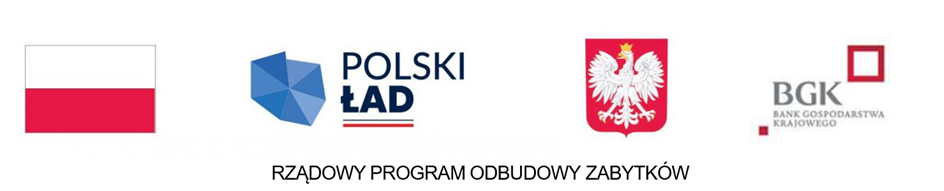 POLSKI
ŁAD
BGK
BANK GOSPODARSTWA
KRAJOWEGO
RZĄDOWY PROGRAM ODBUDOWY ZABYTKÓW